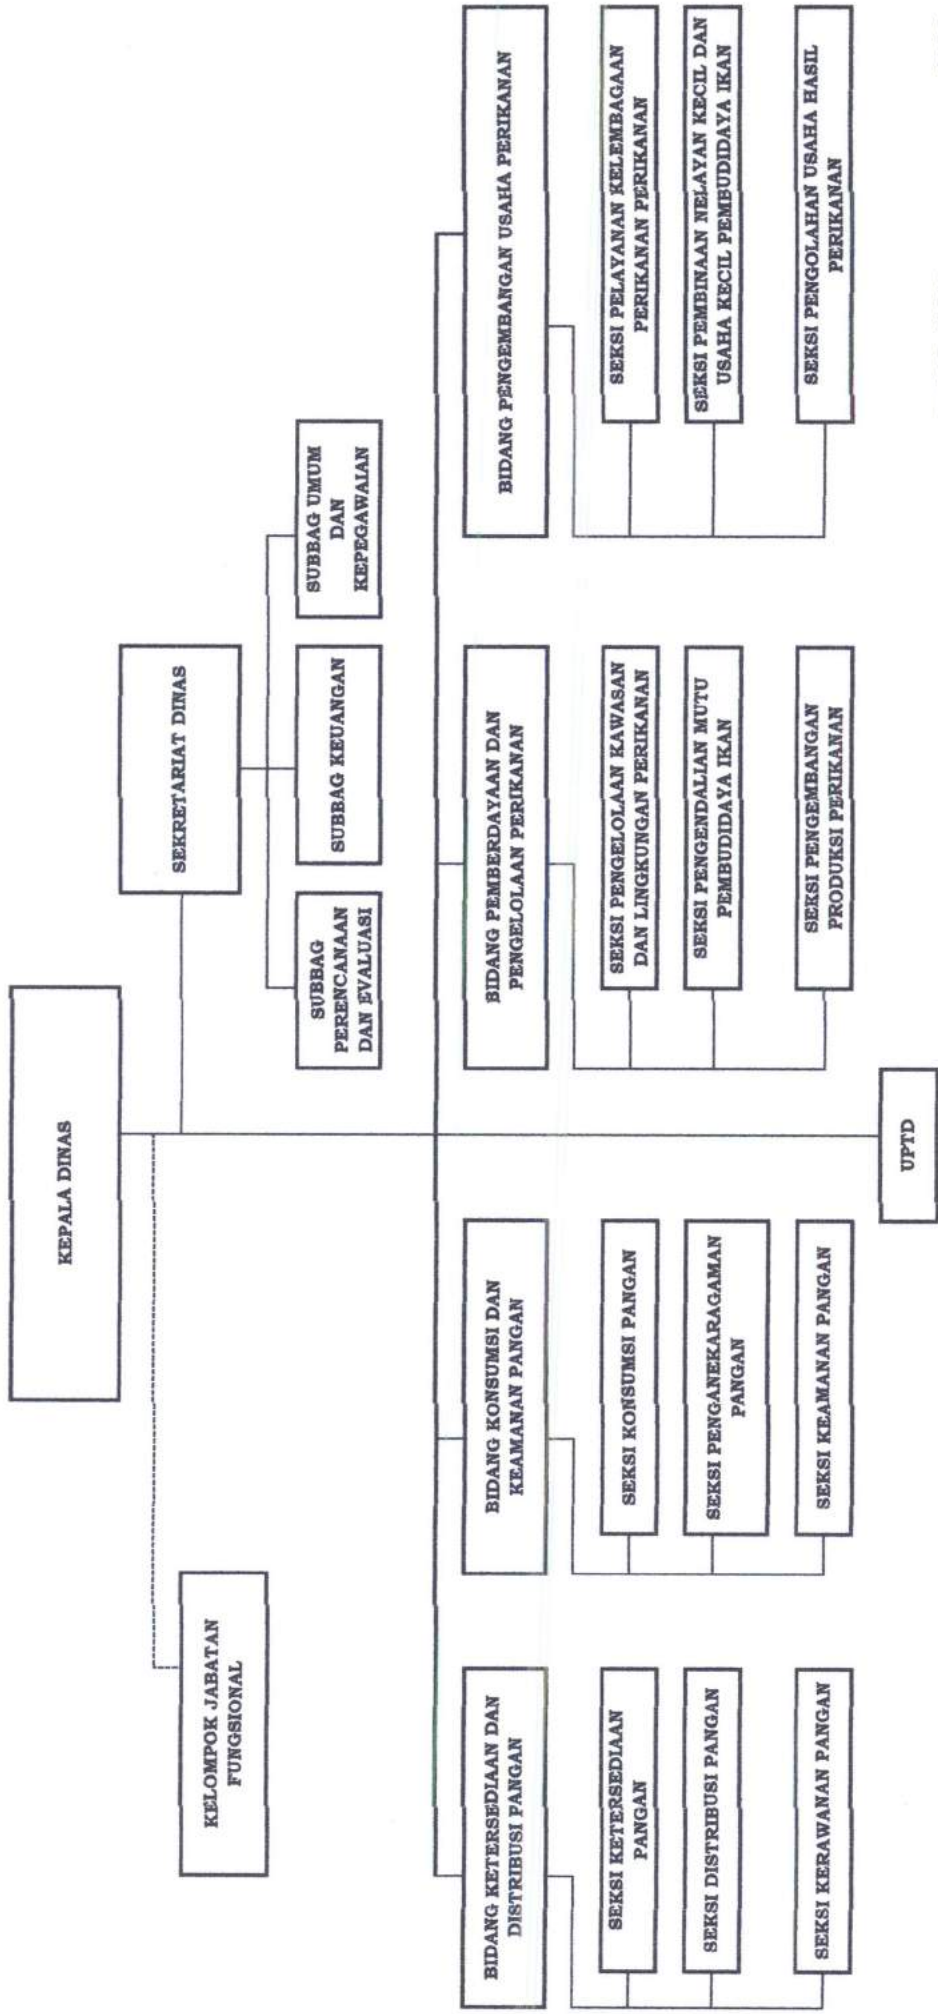 KEPALA DINAS
KELOMPOK JABATAN
FUNGSIONAL
SEKRETARIAT DINAS
SUBBAG
PERENCANAAN
DAN EVALUASI
SUBBAG KEUANGAN
SUBBAG UMUM
DAN
KEPEGAWAIAN
BIDANG KETERSEDIAAN DAN
DISTRIBUSI PANGAN
SEKSI KETERSEDIAAN
PANGAN
SEKSI DISTRIBUSI PANGAN
SEKSI KERAWANAN PANGAN
BIDANG KONSUMSI DAN
KEAMANAN PANGAN
SEKSI KONSUMSI PANGAN
SEKSI PENGANEKARAGAMAN
PANGAN
SEKSI KEAMANAN PANGAN
BIDANG PEMBERDAYAAN DAN
PENGELOLAAN PERIKANAN
SEKSI PENGELOLAAN KAWASAN
DAN LINGKUNGAN PERIKANAN
SEKSI PENGENDALIAN MUTU
PEMBUDIDAYA IKAN
SEKSI PENGEMBANGAN
PRODUKSI PERIKANAN
BIDANG PENGEMBANGAN USAHA PERIKANAN
SEKSI PELAYANAN KELEMBAGAAN
PERIKANAN PERIKANAN
SEKSI PEMBINAAN NELAYAN KECIL DAN
USAHA KECIL PEMBUDIDAYA IKAN
SEKSI PENGOLAHAN USAHA HASIL
PERIKANAN
UPTD